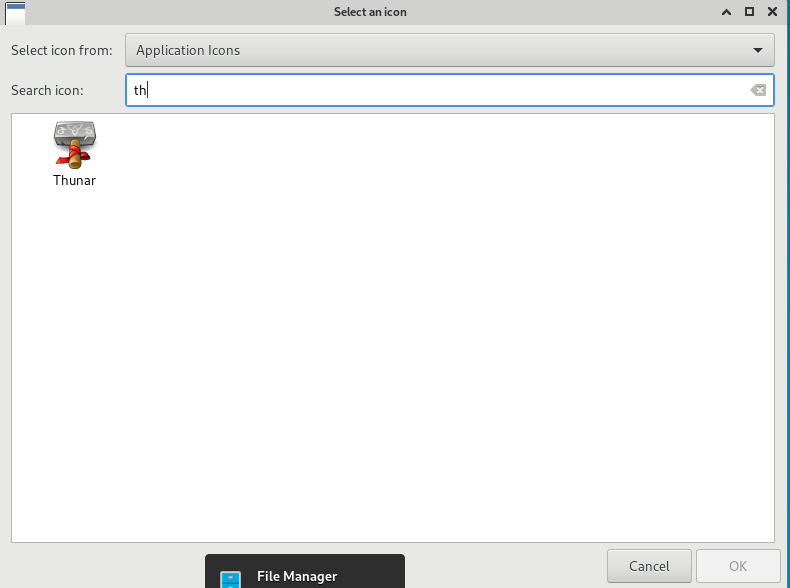 Select an icon
Select icon from: Application Icons
Search icon: th
Thunar
File Manager
Cancel OK